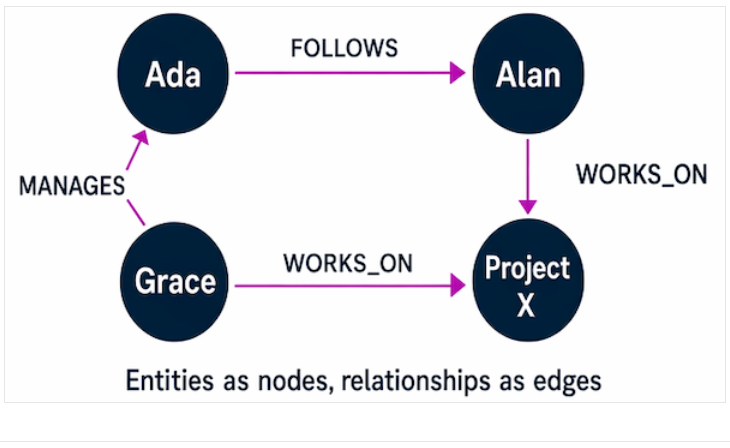 FOLLOWS
Ada
Alan
MANAGES
WORKS_ON
Grace
WORKS_ON
Project
X
Entities as nodes, relationships as edges